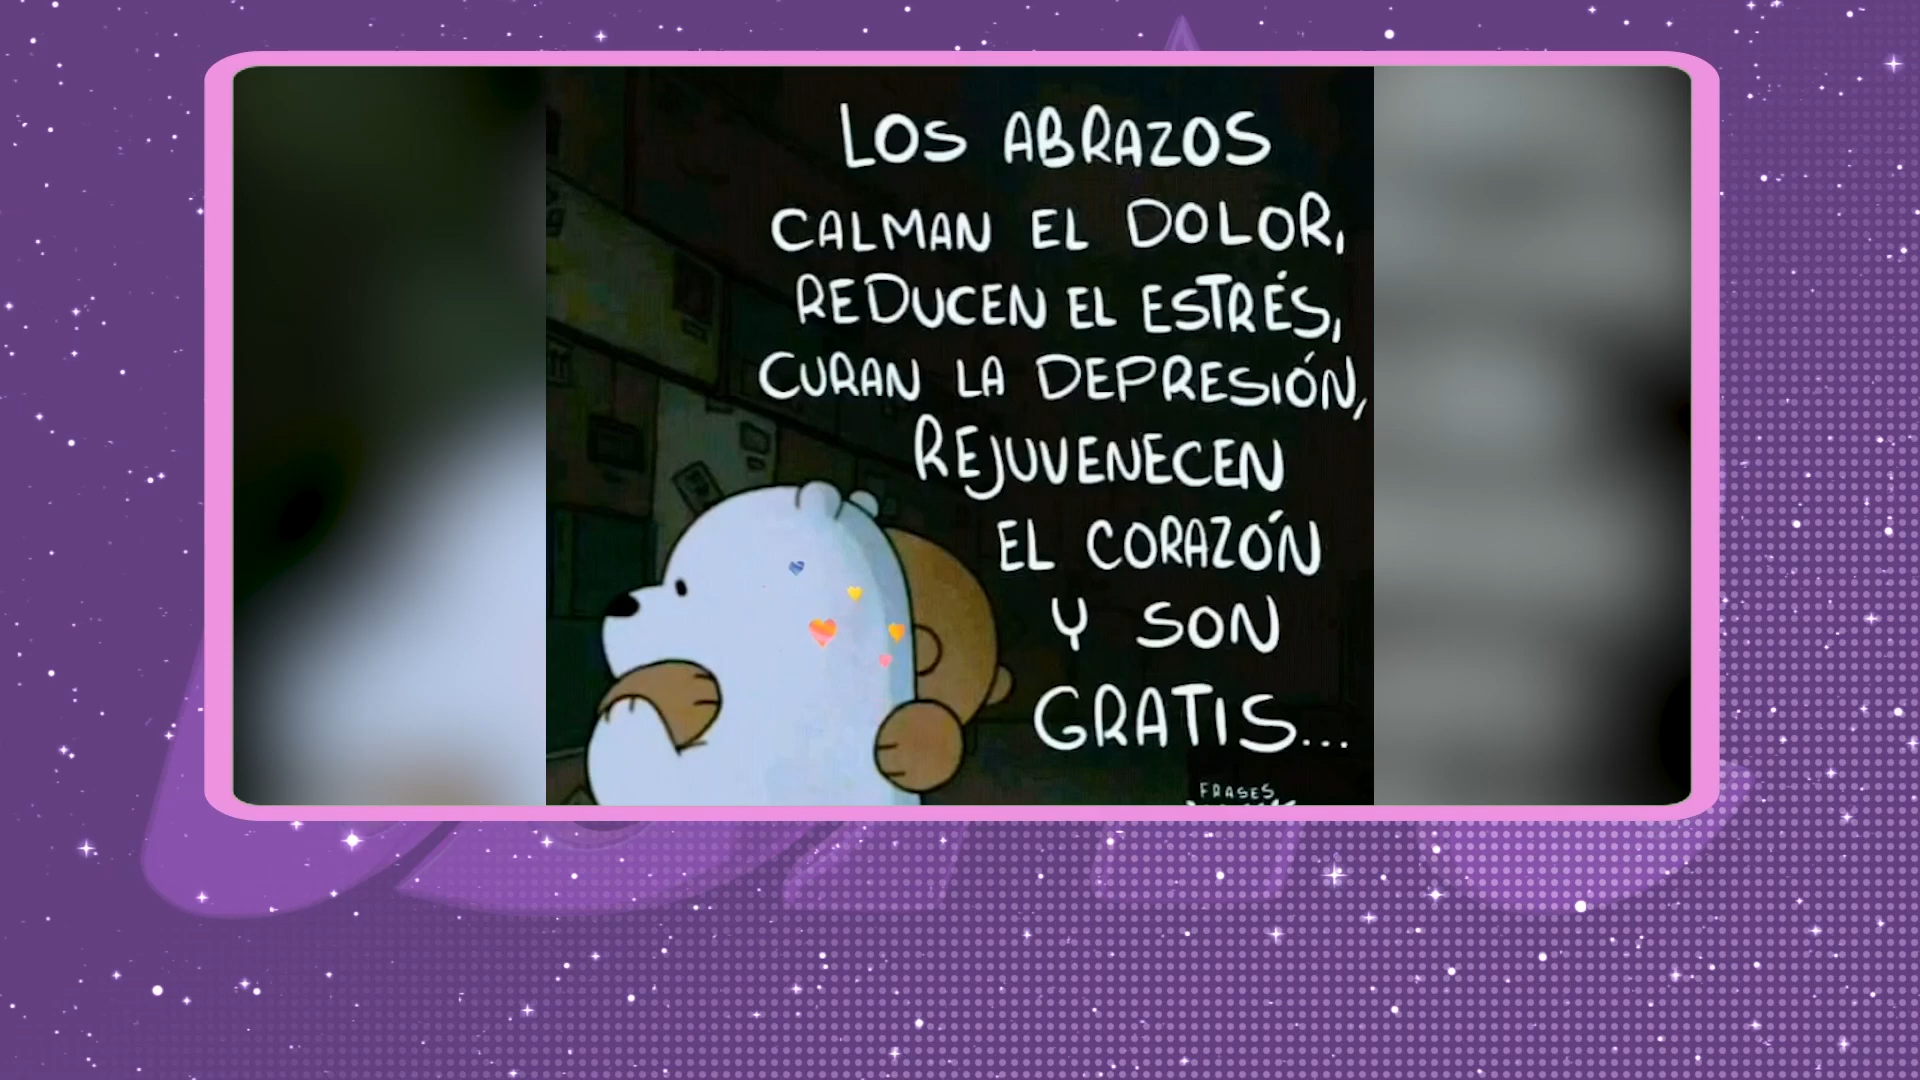 LOS ABRAZOS
CALMAN EL DOLOR,
REDUCEN EL ESTRÉS,
CURAN LA DEPRESIÓN,
REJUVENECEN
EL CORAZÓN
Y SON
GRATIS...
FRASES